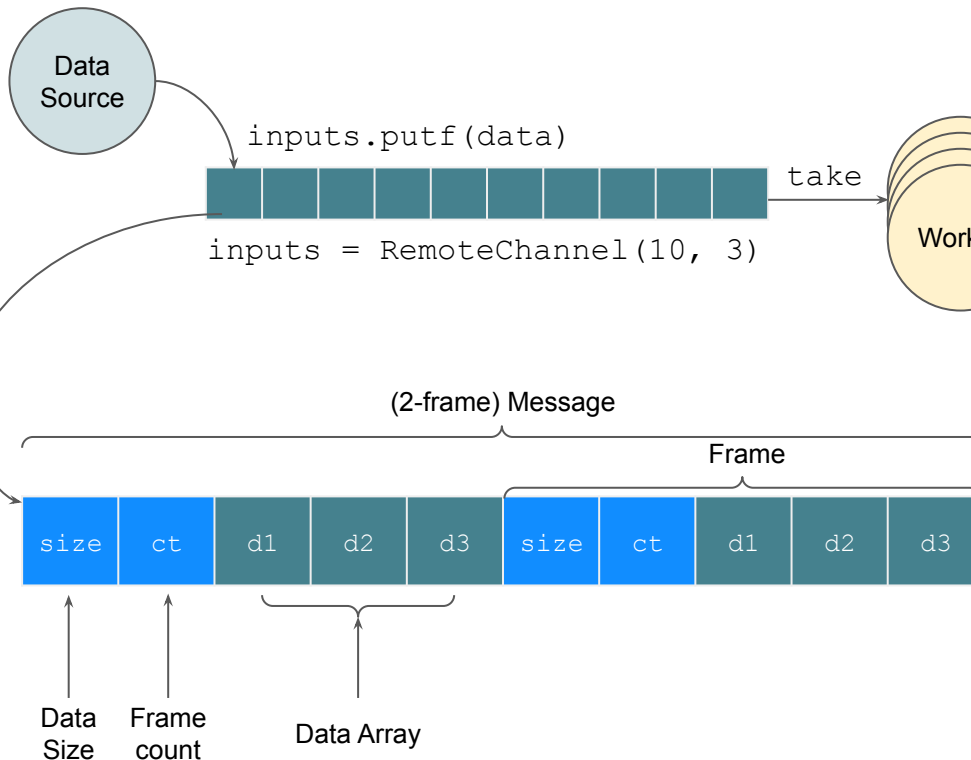 Data
Source
inputs.putf(data)
take
inputs = RemoteChannel(10, 3)
(2-frame) Message
Frame
size ct d1 d2 d3 size ct d1 d2 d3
Data
Size
Frame
count
Data Array